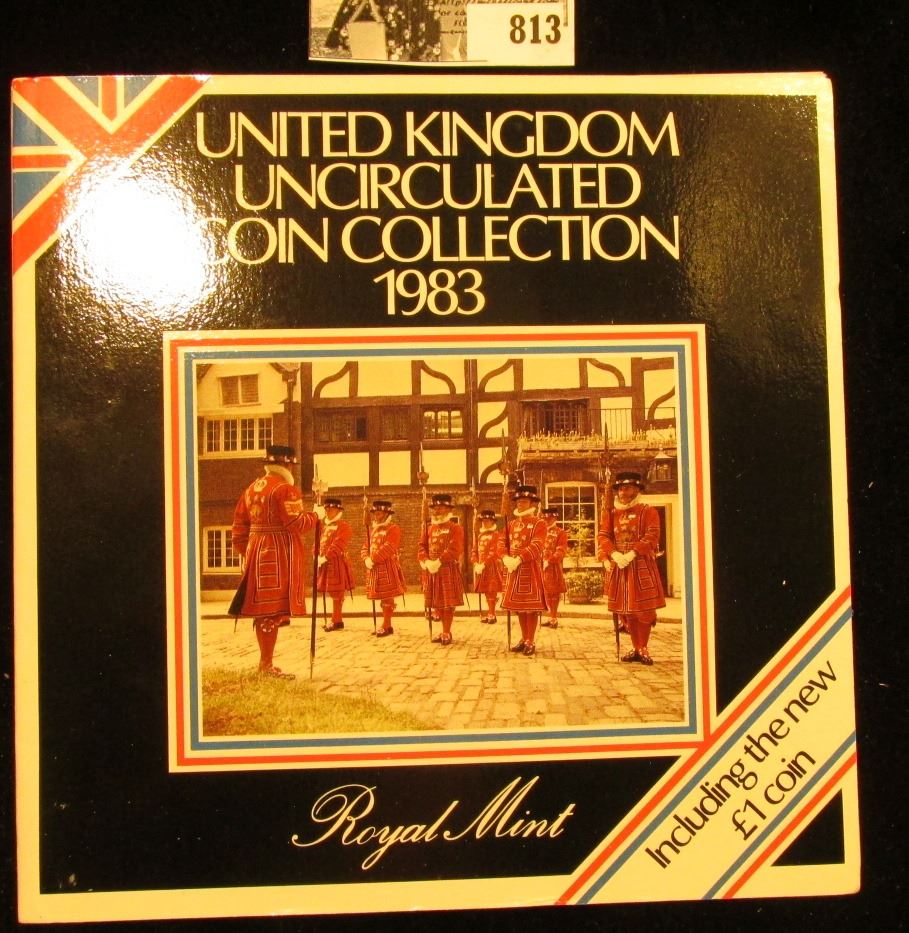 813
UNITED KINGDOM
UNCIRCULATED
COIN COLLECTION
1983
Royal Mint
Including the new
£1 coin